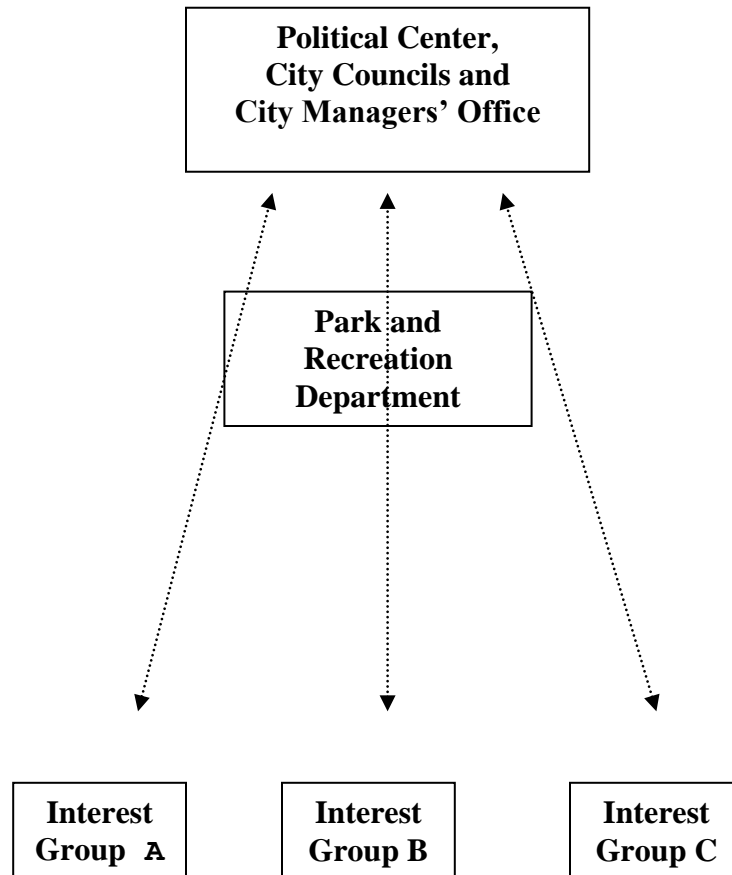 Political Center,
City Councils and
City Managers’ Office
Park and
Recreation
Department
Interest
Group A
Interest
Group B
Interest
Group C